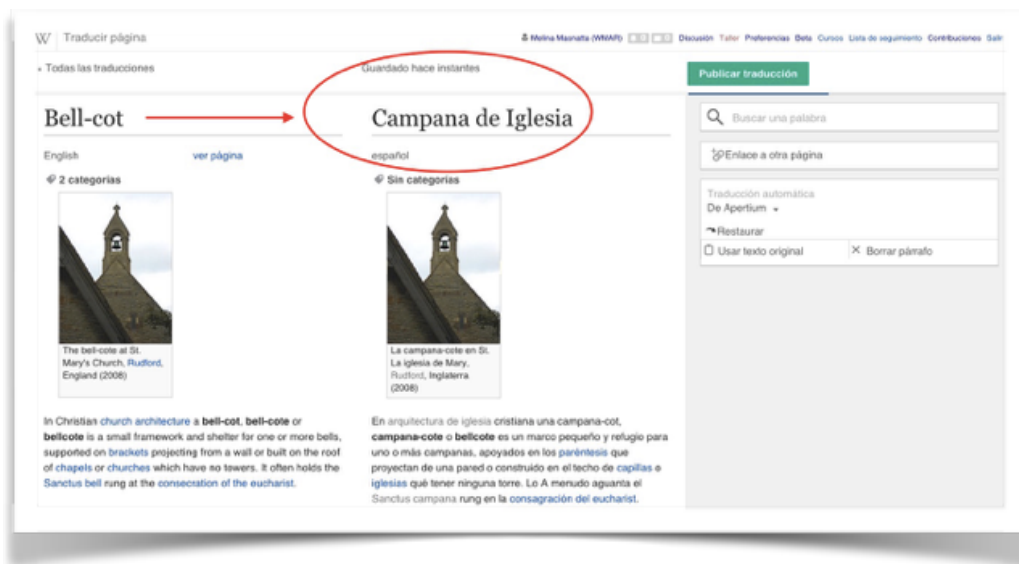 W Traducir página
Melina Masnatta (WMAR) Discusión Taller Preferencias Beta Cursos Lista de seguimiento Contribuciones Salir
Todas las traducciones
Guardado hace instantes
Publicar traducción
Bell-cot
Campana de Iglesia
English ver página
español
2 categorías
Sin categorías
The bell-cote at St.
Mary's Church, Rudford,
England (2008)
La campana-cote en St.
La iglesia de Mary,
Rudford, Inglaterra
(2008)
In Christian church architecture a bell-cot, bell-cote or
bellcote is a small framework and shelter for one or more bells,
supported on brackets projecting from a wall or built on the roof
of chapels or churches which have no towers. It often holds the
Sanctus bell rung at the consecration of the eucharist.
En arquitectura de iglesia cristiana una campana-cot,
campana-cote o bellcote es un marco pequeño y refugio para
uno o más campanas, apoyados en los paréntesis que
proyectan de una pared o construido en el techo de capillas o
iglesias qué tener ninguna torre. Lo A menudo aguanta el
Sanctus campana rung en la consagración del eucharist.
Buscar una palabra
Enlace a otra página
Traducción automática
De Apertium
Restaurar
Usar texto original
Borrar párrafo